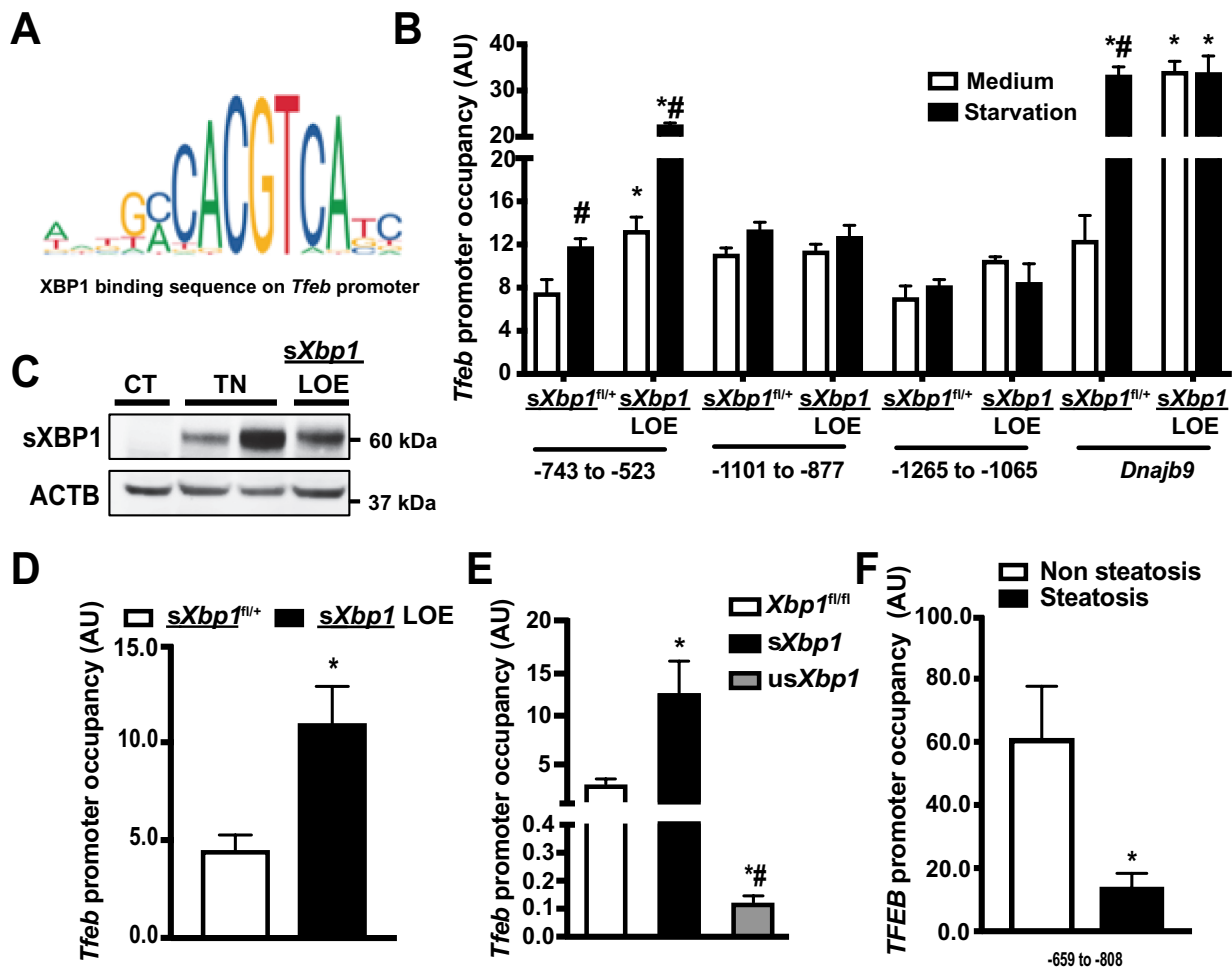 A
XBP1 binding sequence on Tfeb promoter
B
Tfeb promoter occupancy (AU)
40
30
20
20
16
12
8
4
0
Medium
Starvation
#
*
*#
*#
*
*
sXbp1fl/+
sXbp1
LOE
sXbp1fl/+
sXbp1
LOE
sXbp1fl/+
sXbp1
LOE
sXbp1fl/+
sXbp1
LOE
-743 to -523
-1101 to -877
-1265 to -1065
Dnajb9
C
CT
TN
sXbp1
LOE
sXBP1
60 kDa
ACTB
37 kDa
D
sXbp1fl/+
sXbp1 LOE
Tfeb promoter occupancy (AU)
15.0
10.0
5.0
0.0
*
E
Xbp1fl/fl
sXbp1
usXbp1
Tfeb promoter occupancy (AU)
20
15
10
5
0.4
0.3
0.2
0.1
0.0
*
*#
F
Non steatosis
Steatosis
TFEB promoter occupancy (AU)
100.0
80.0
60.0
40.0
20.0
0.0
*
-659 to -808